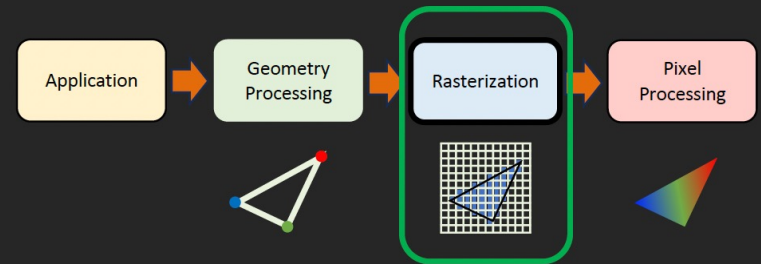 Application
Geometry
Processing
Rasterization
Pixel
Processing